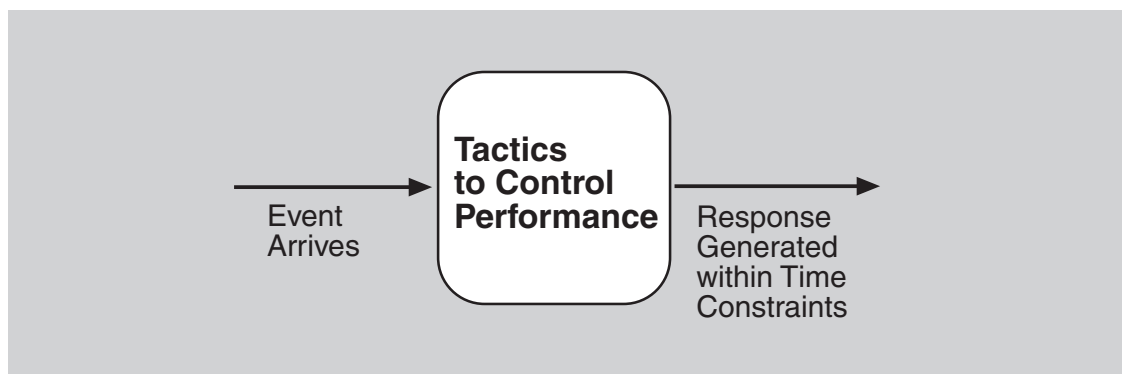 Event
Arrives
Tactics
to Control
Performance
Response
Generated
within Time
Constraints